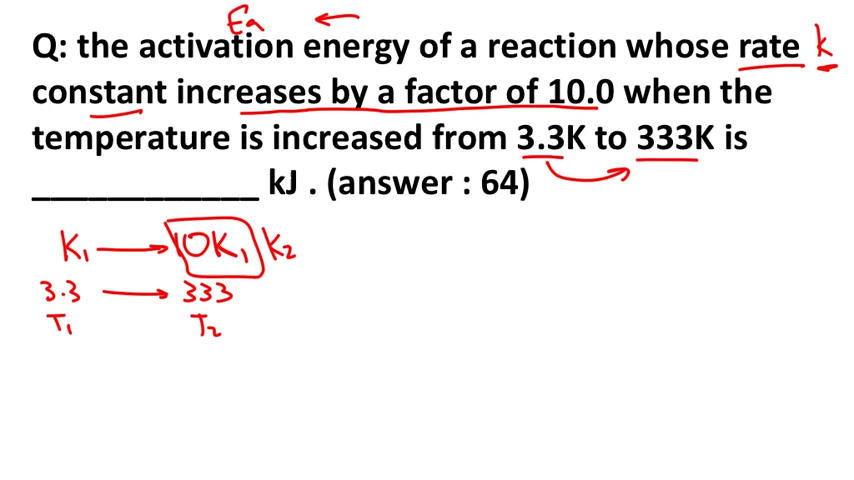 Ea ←
Q: the activation energy of a reaction whose rate k
constant increases by a factor of 10.0 when the
temperature is increased from 3.3K to 333K is
_____________ kJ . (answer : 64)
K₁ → 10K₁ K₂
3.3 → 333
T₁ T₂